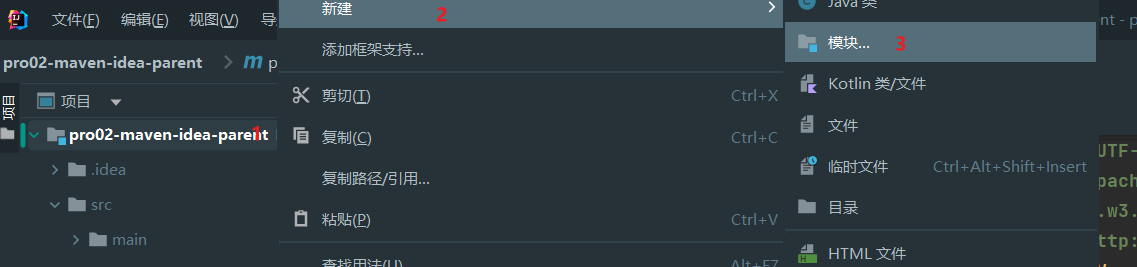 文件(F) 编辑(E) 视图(V) 导
pro02-maven-idea-parent
项目
项目
pro02-maven-idea-parent 1
.idea
src
main
新建 2
添加框架支持...
剪切(T) Ctrl+X
复制(C) Ctrl+C
复制路径/引用...
粘贴(P) Ctrl+V
查找用法(U) Alt+F7
Java 类
模块... 3
Kotlin 类/文件
文件
临时文件 Ctrl+Alt+Shift+Insert
目录
HTML 文件
nt - p
UTF-
pach
.w3.
ttp: